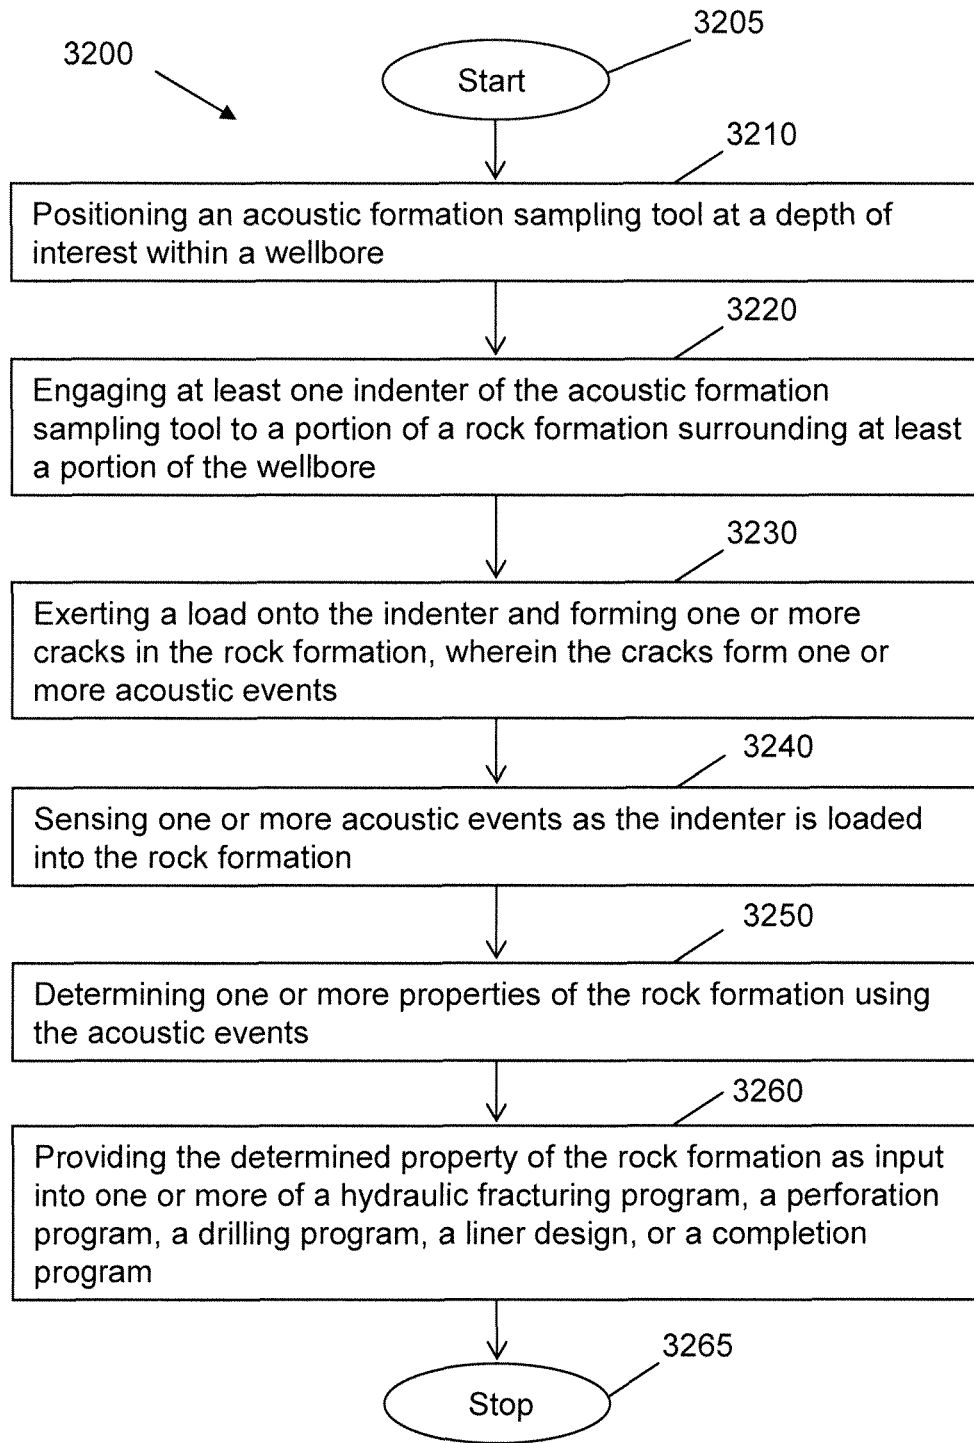 3200
3205
Start
3210
Positioning an acoustic formation sampling tool at a depth of
interest within a wellbore
3220
Engaging at least one indenter of the acoustic formation
sampling tool to a portion of a rock formation surrounding at least
a portion of the wellbore
3230
Exerting a load onto the indenter and forming one or more
cracks in the rock formation, wherein the cracks form one or
more acoustic events
3240
Sensing one or more acoustic events as the indenter is loaded
into the rock formation
3250
Determining one or more properties of the rock formation using
the acoustic events
3260
Providing the determined property of the rock formation as input
into one or more of a hydraulic fracturing program, a perforation
program, a drilling program, a liner design, or a completion
program
3265
Stop